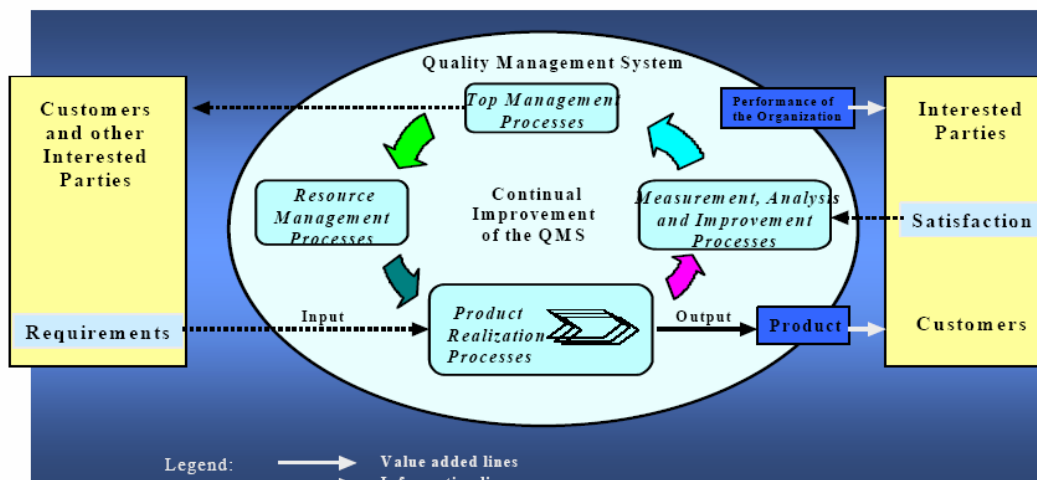 Quality Management System
Customers
and other
Interested
Parties
Requirements
Top Management
Processes
Resource
Management
Processes
Continual
Improvement
of the QMS
Measurement, Analysis
and Improvement
Processes
Input
Product
Realization
Processes
Output
Product
Performance of
the Organization
Interested
Parties
Satisfaction
Customers
Legend:
Value added lines